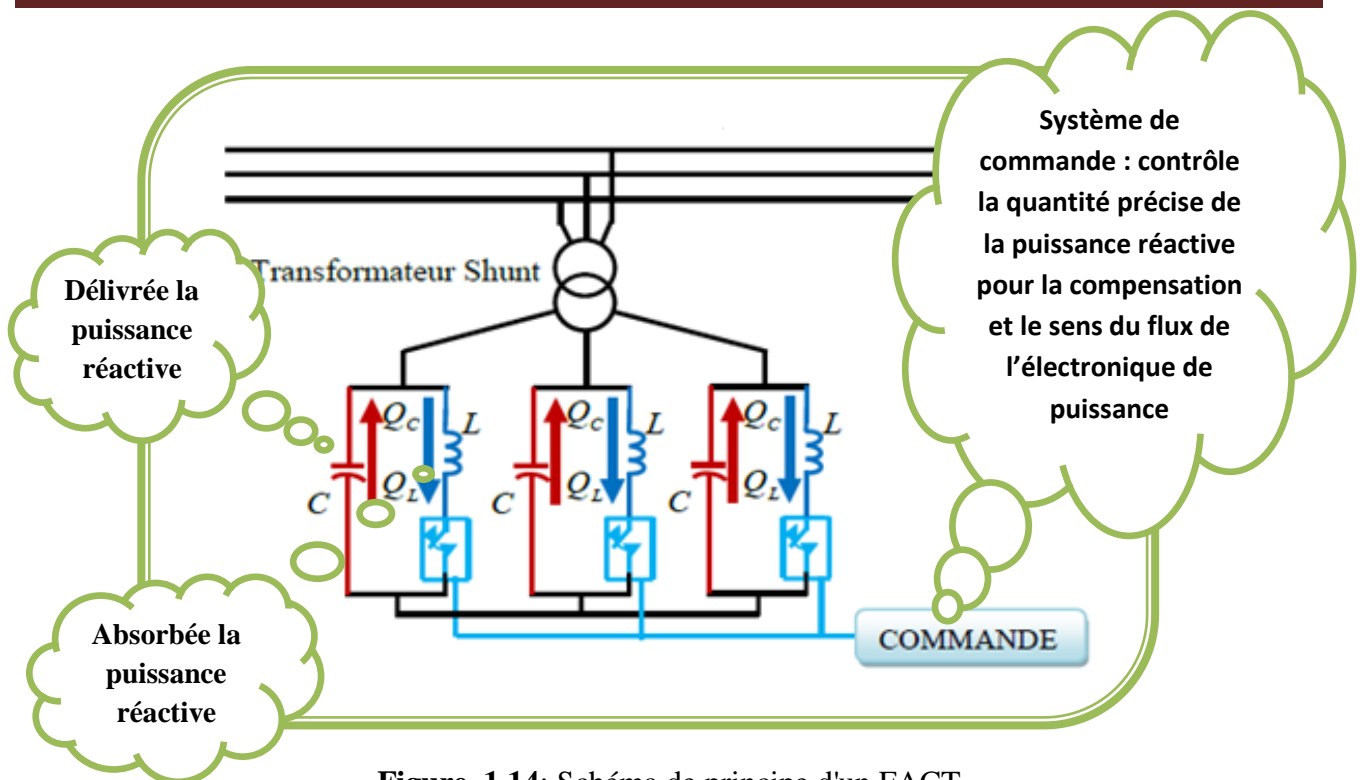 Système de
commande : contrôle
la quantité précise de
la puissance réactive
pour la compensation
et le sens du flux de
l’électronique de
puissance
Transformateur Shunt
Délivrée la
puissance
réactive
Q_C L Q_C L Q_C L
C Q_L C Q_L C Q_L
Absorbée la
puissance
réactive
COMMANDE
Figure 1.14: Schéma de principe d'un FACT